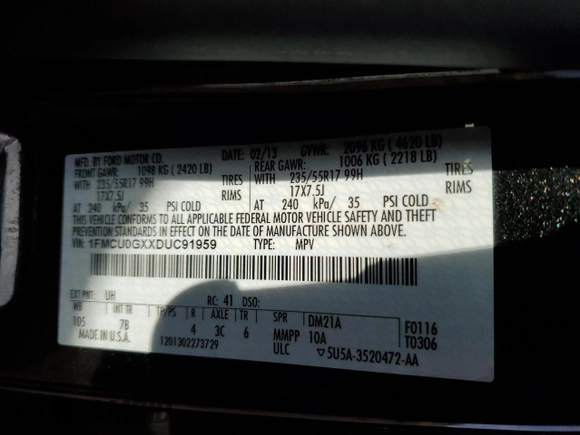 MFD. BY FORD MOTOR CO.
DATE: 02/13 GVWR: 2096 KG ( 4620 LB)
FRONT GAWR: 1098 KG ( 2420 LB) REAR GAWR: 1006 KG ( 2218 LB)
WITH 235/55R17 99H TIRES WITH 235/55R17 99H TIRES
17X7.5J RIMS 17X7.5J RIMS
AT 240 kPa/ 35 PSI COLD AT 240 kPa/ 35 PSI COLD
THIS VEHICLE CONFORMS TO ALL APPLICABLE FEDERAL MOTOR VEHICLE SAFETY AND THEFT
PREVENTION STANDARDS IN EFFECT ON THE DATE OF MANUFACTURE SHOWN ABOVE.
VIN: 1FMCU0GXXDUC91959 TYPE: MPV
EXT PNT: UH RC: 41 DSO:
WB INT TR TP/PS R AXLE TR SPR DM21A F0116
105 7B 4 3C 6 MMPP 10A T0306
MADE IN U.S.A. 1201302273729 ULC ▽5U5A-3520472-AA